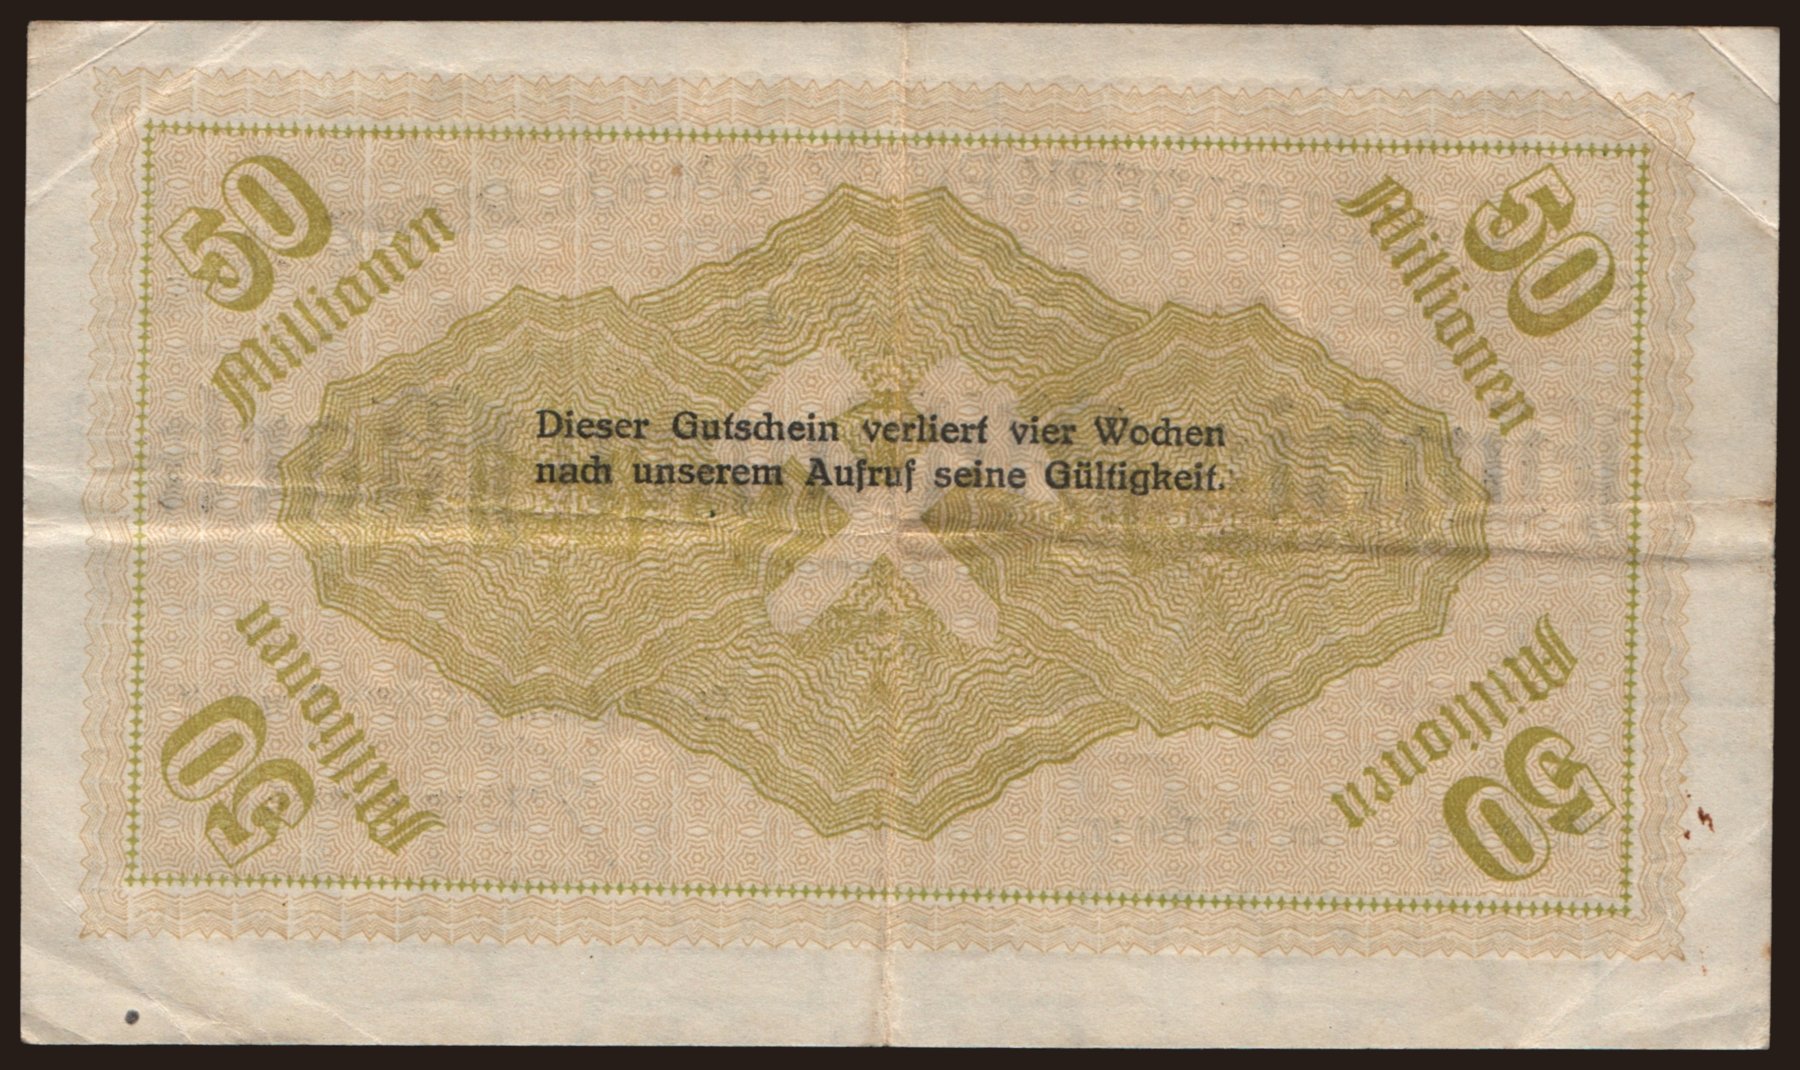 50
Millionen
50
Millionen
Dieser Gutschein verliert vier Wochen
nach unserem Aufruf seine Gültigkeit.
Millionen
50
Millionen
50